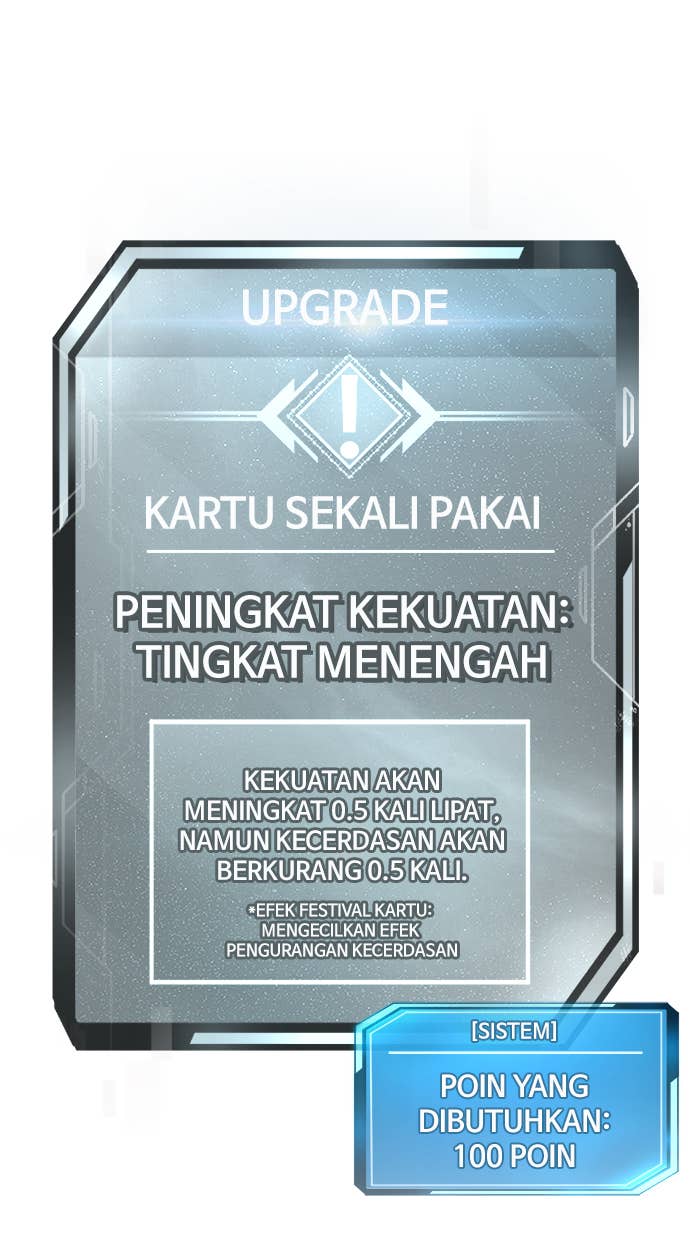 UPGRADE
!
KARTU SEKALI PAKAI
PENINGKAT KEKUATAN:
TINGKAT MENENGAH
KEKUATAN AKAN
MENINGKAT 0.5 KALI LIPAT,
NAMUN KECERDASAN AKAN
BERKURANG 0.5 KALI.
*EFEK FESTIVAL KARTU:
MENGECILKAN EFEK
PENGURANGAN KECERDASAN
[SISTEM]
POIN YANG
DIBUTUHKAN:
100 POIN